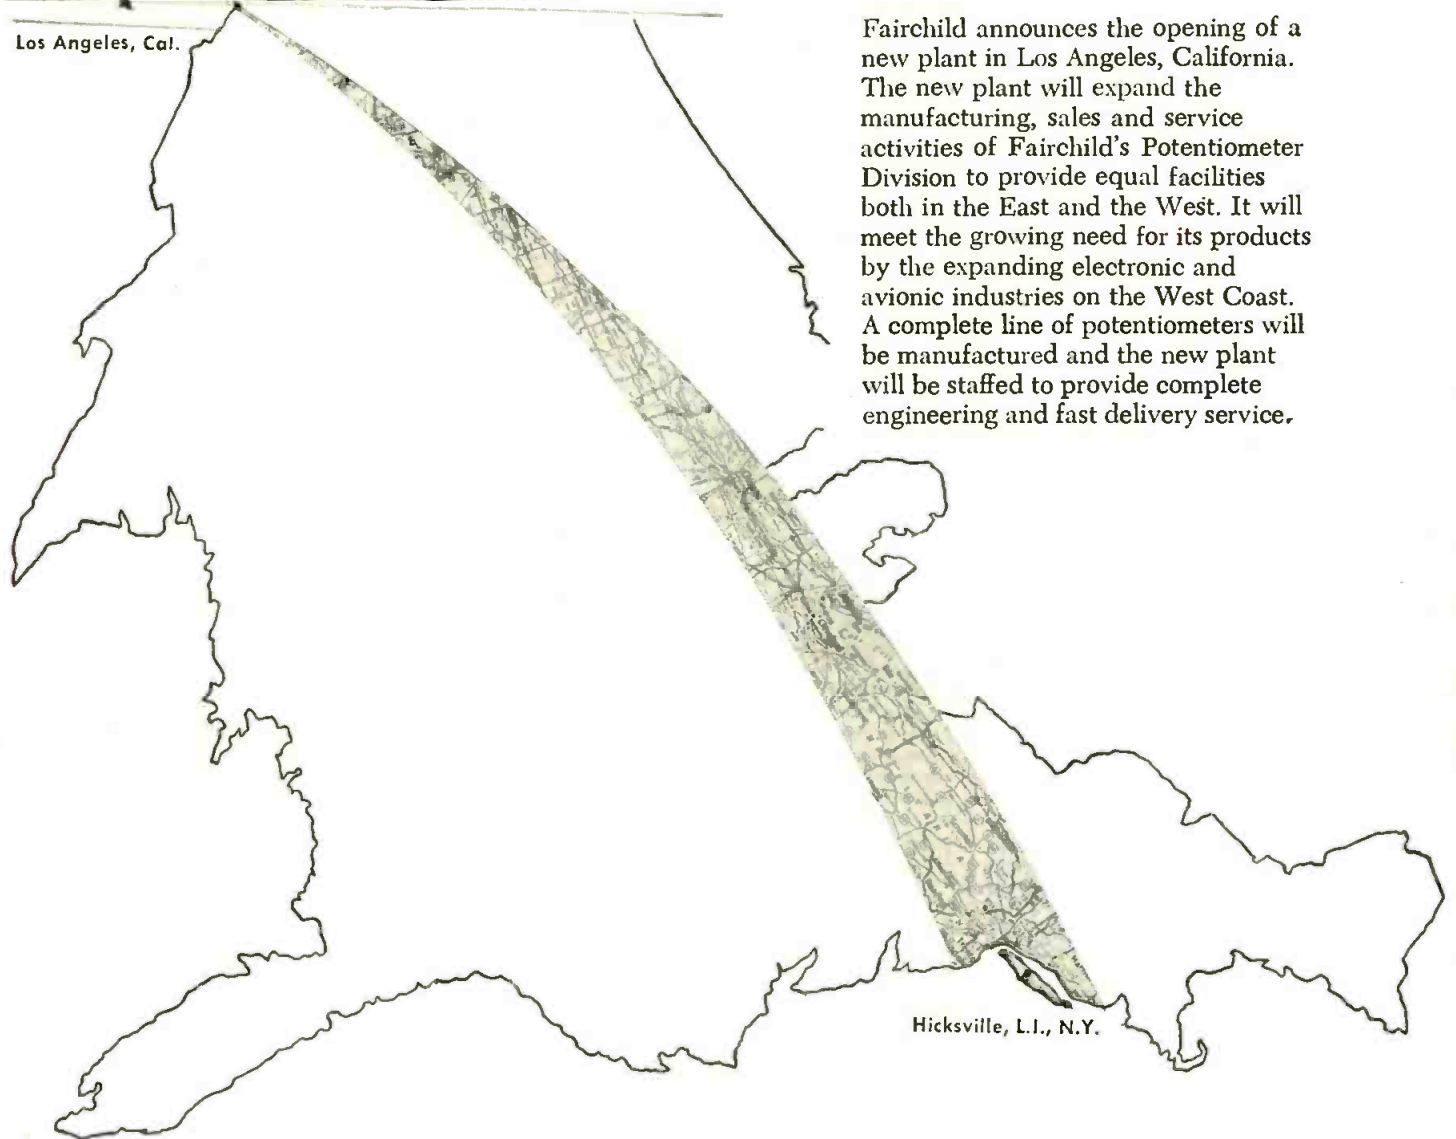 Los Angeles, Cal.
Fairchild announces the opening of a
new plant in Los Angeles, California.
The new plant will expand the
manufacturing, sales and service
activities of Fairchild's Potentiometer
Division to provide equal facilities
both in the East and the West. It will
meet the growing need for its products
by the expanding electronic and
avionic industries on the West Coast.
A complete line of potentiometers will
be manufactured and the new plant
will be staffed to provide complete
engineering and fast delivery service.
Hicksville, L.I., N.Y.